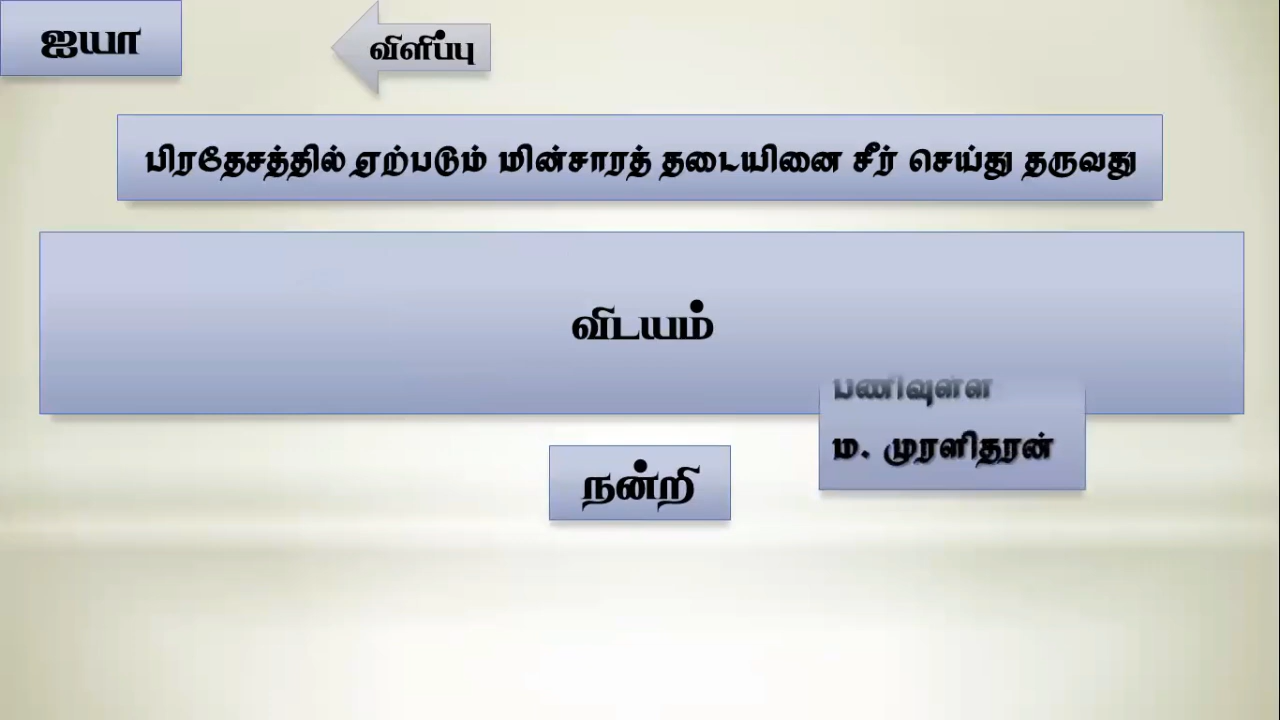 ஐயா
விளிப்பு
பிரதேசத்தில் ஏற்படும் மின்சாரத் தடையினை சீர் செய்து தருவது
விடயம்
பணிவுள்ள
ம. முரளிதரன்
நன்றி